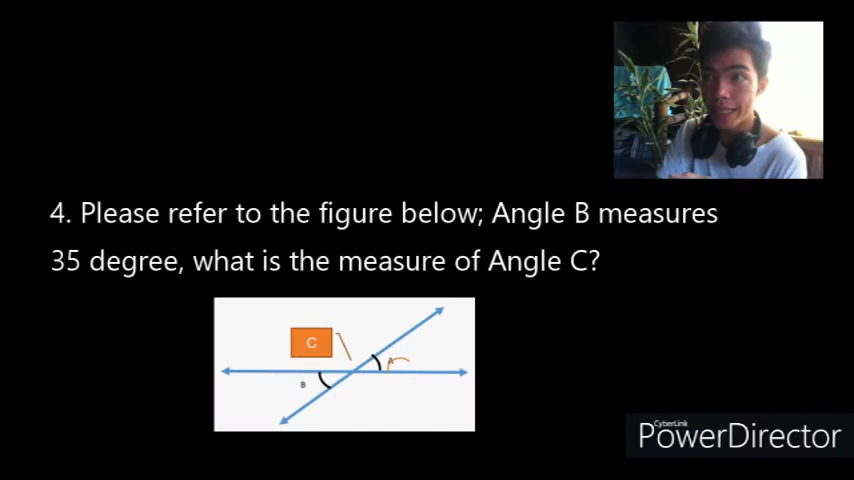 4. Please refer to the figure below; Angle B measures
35 degree, what is the measure of Angle C?
C
A
B
CyberLink
PowerDirector